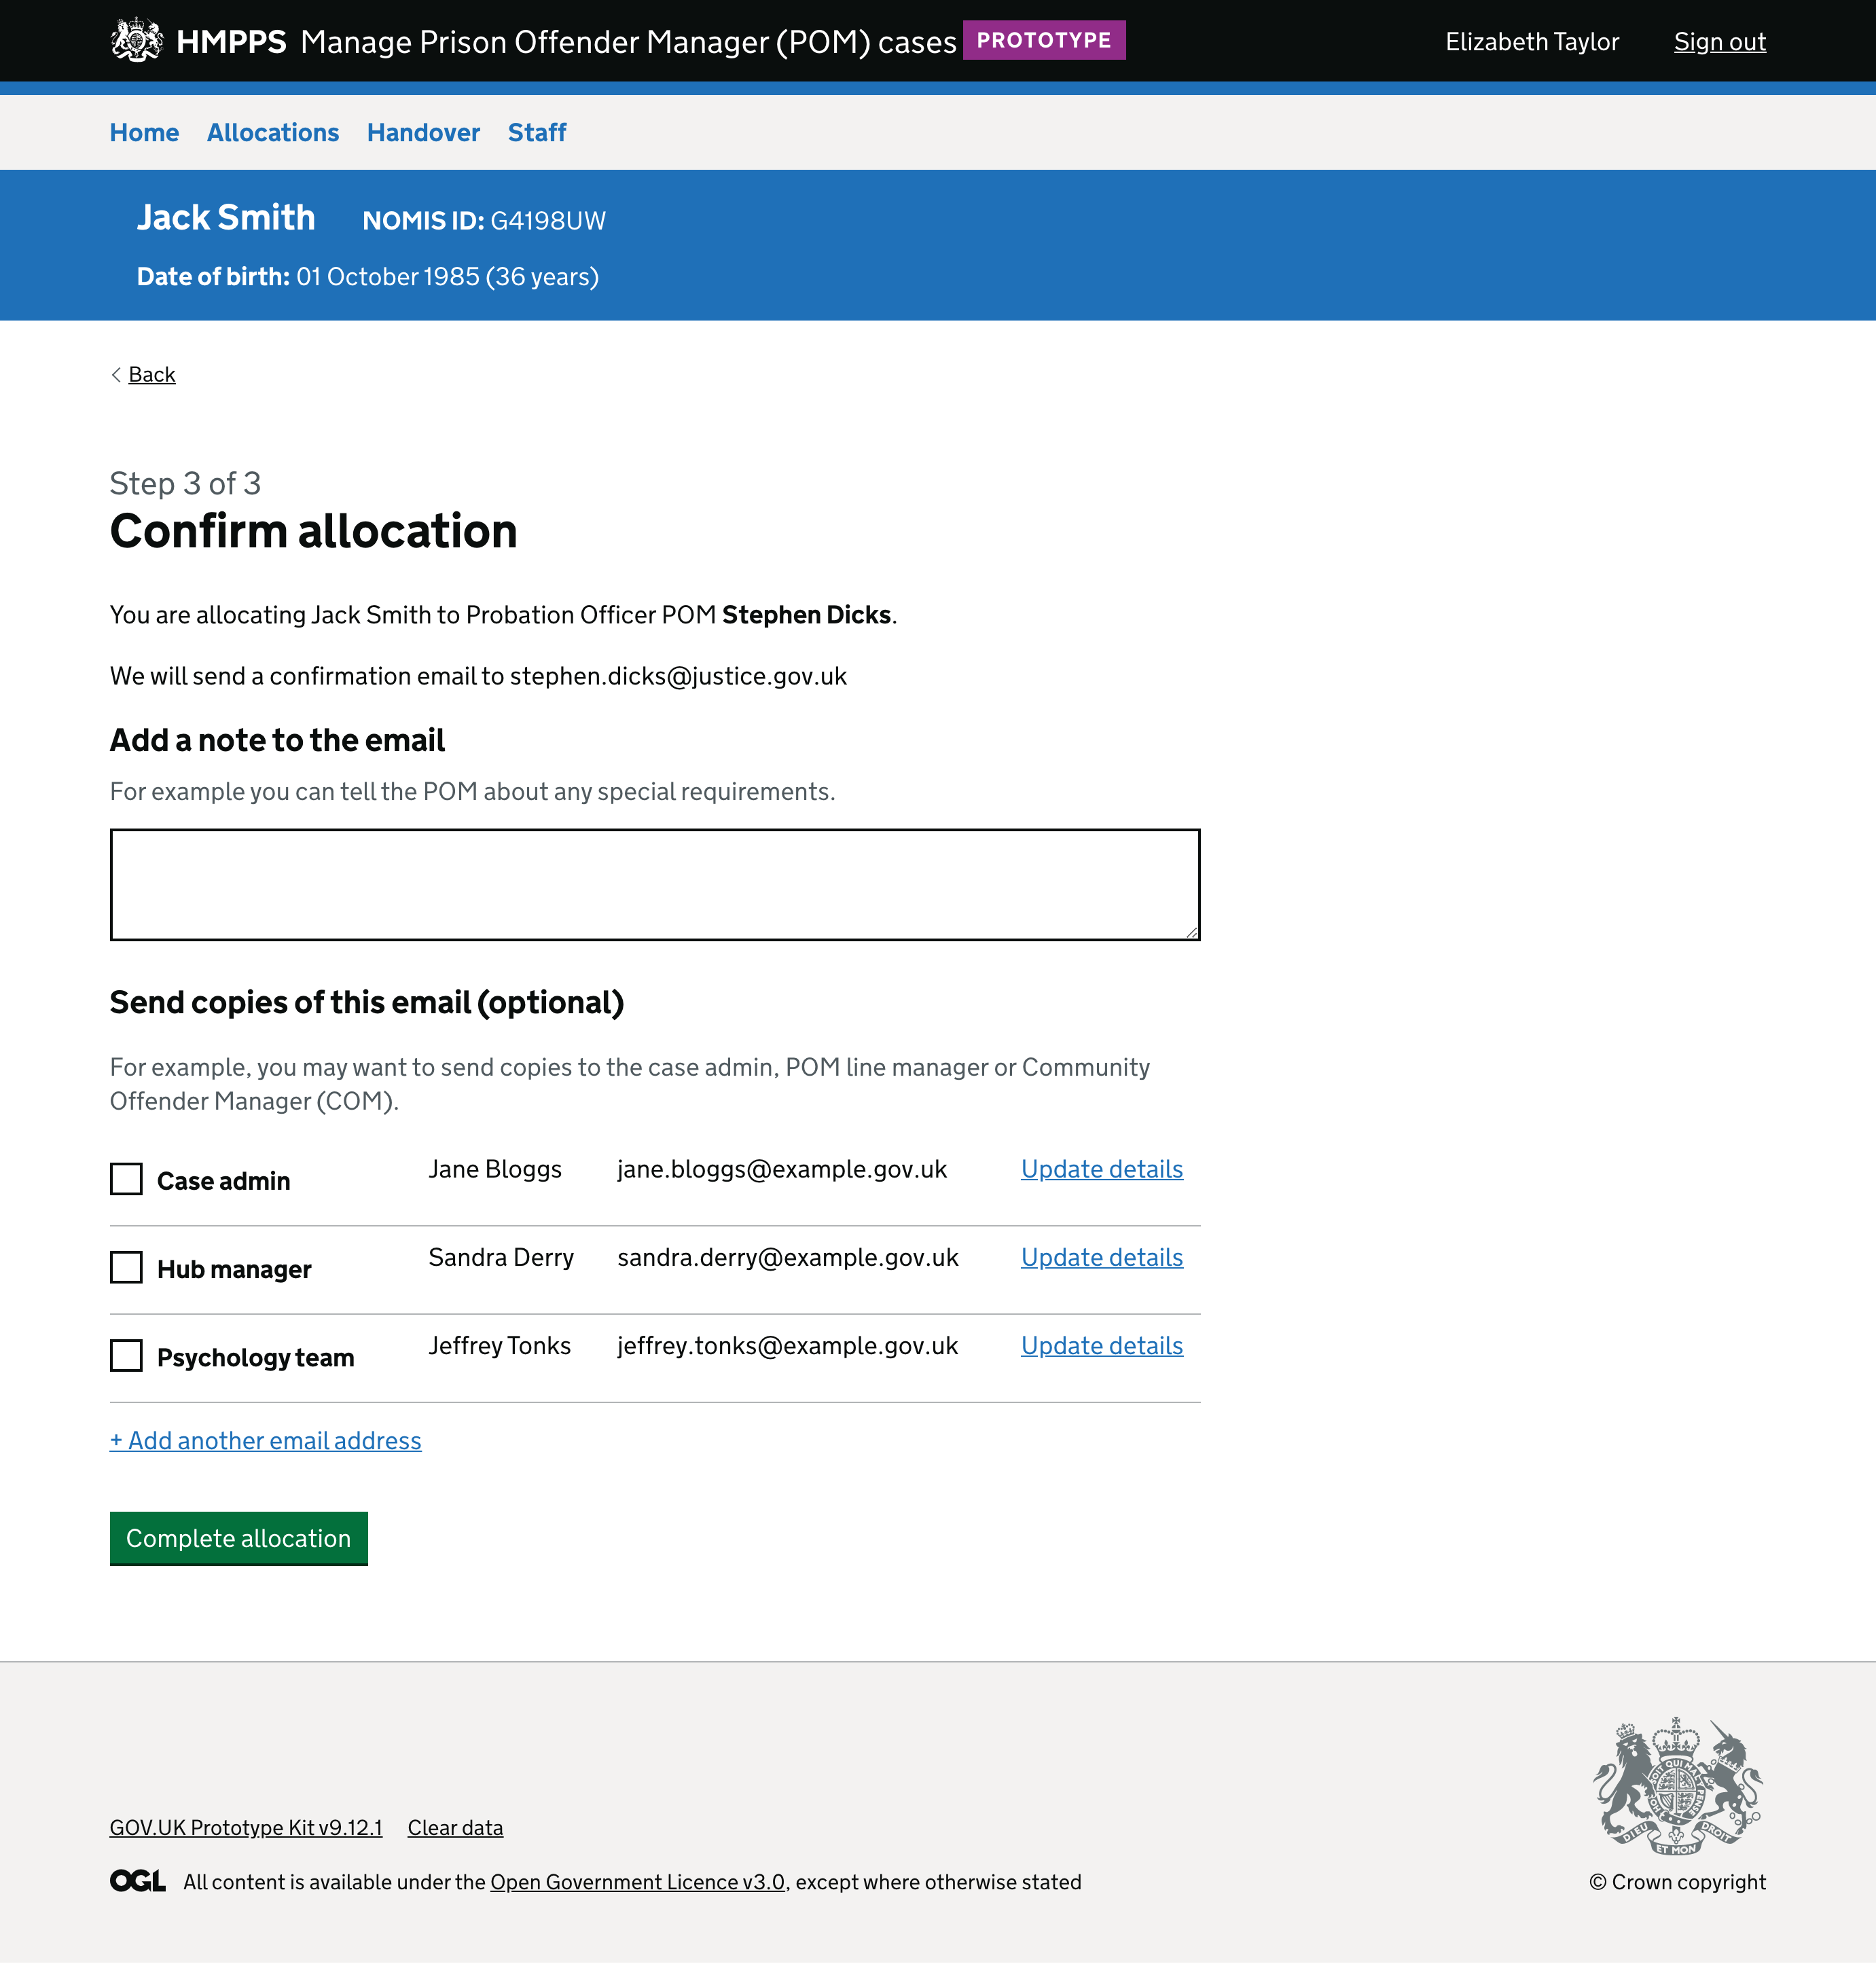 HMPPS Manage Prison Offender Manager (POM) cases PROTOTYPE Elizabeth Taylor Sign out
Home Allocations Handover Staff
Jack Smith NOMIS ID: G4198UW
Date of birth: 01 October 1985 (36 years)
Back
Step 3 of 3
Confirm allocation
You are allocating Jack Smith to Probation Officer POM Stephen Dicks.
We will send a confirmation email to stephen.dicks@justice.gov.uk
Add a note to the email
For example you can tell the POM about any special requirements.
Send copies of this email (optional)
For example, you may want to send copies to the case admin, POM line manager or Community
Offender Manager (COM).
Case admin Jane Bloggs jane.bloggs@example.gov.uk Update details
Hub manager Sandra Derry sandra.derry@example.gov.uk Update details
Psychology team Jeffrey Tonks jeffrey.tonks@example.gov.uk Update details
+ Add another email address
Complete allocation
GOV.UK Prototype Kit v9.12.1 Clear data
DIEU ET MON DROIT
OGL All content is available under the Open Government Licence v3.0, except where otherwise stated
© Crown copyright